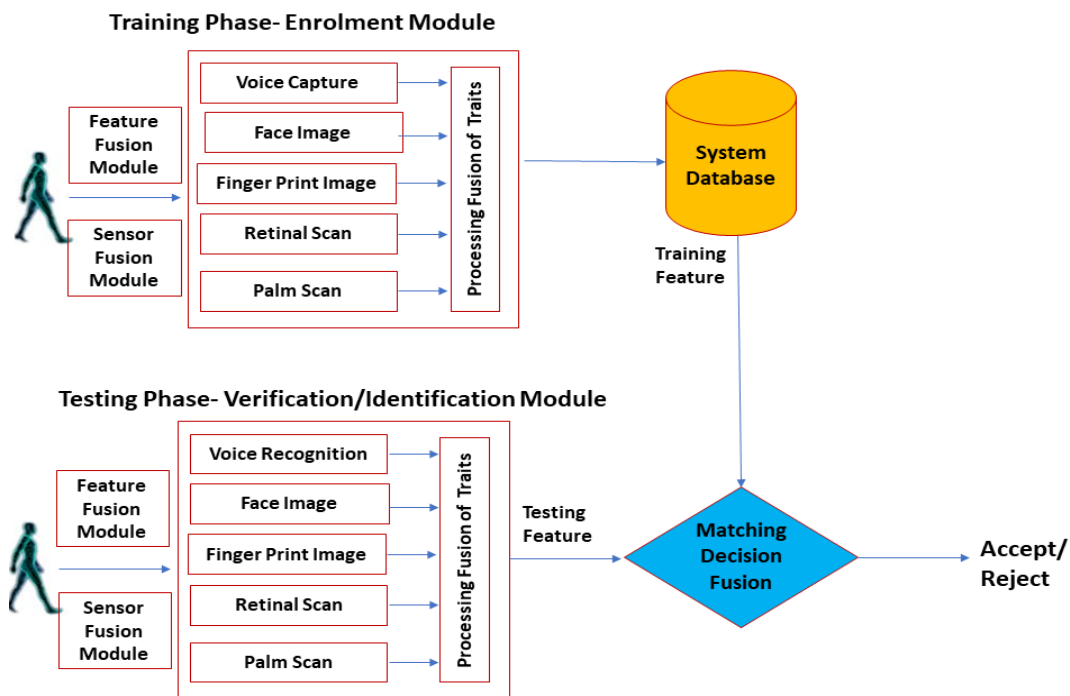 Training Phase- Enrolment Module
Feature
Fusion
Module
Sensor
Fusion
Module
Voice Capture
Face Image
Finger Print Image
Retinal Scan
Palm Scan
Processing Fusion of Traits
System
Database
Training
Feature
Testing Phase- Verification/Identification Module
Feature
Fusion
Module
Sensor
Fusion
Module
Voice Recognition
Face Image
Finger Print Image
Retinal Scan
Palm Scan
Processing Fusion of Traits
Testing
Feature
Matching
Decision
Fusion
Accept/
Reject